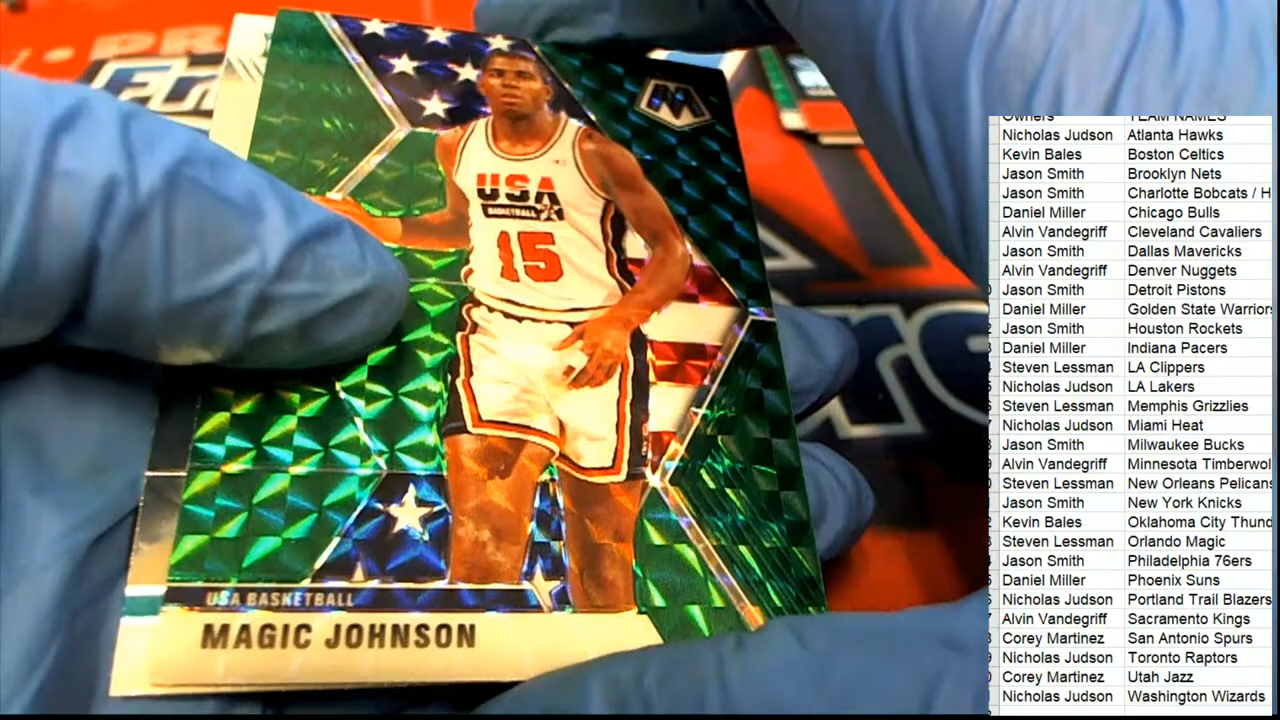 PR
USA
BASKETBALL
15
USA BASKETBALL
MAGIC JOHNSON
Owners TEAM NAMES
Nicholas Judson Atlanta Hawks
Kevin Bales Boston Celtics
Jason Smith Brooklyn Nets
Jason Smith Charlotte Bobcats / H
Daniel Miller Chicago Bulls
Alvin Vandegriff Cleveland Cavaliers
Jason Smith Dallas Mavericks
Alvin Vandegriff Denver Nuggets
Jason Smith Detroit Pistons
Daniel Miller Golden State Warriors
Jason Smith Houston Rockets
Daniel Miller Indiana Pacers
Steven Lessman LA Clippers
Nicholas Judson LA Lakers
Steven Lessman Memphis Grizzlies
Nicholas Judson Miami Heat
Jason Smith Milwaukee Bucks
Alvin Vandegriff Minnesota Timberwol
Steven Lessman New Orleans Pelicans
Jason Smith New York Knicks
Kevin Bales Oklahoma City Thund
Steven Lessman Orlando Magic
Jason Smith Philadelphia 76ers
Daniel Miller Phoenix Suns
Nicholas Judson Portland Trail Blazers
Alvin Vandegriff Sacramento Kings
Corey Martinez San Antonio Spurs
Nicholas Judson Toronto Raptors
Corey Martinez Utah Jazz
Nicholas Judson Washington Wizards